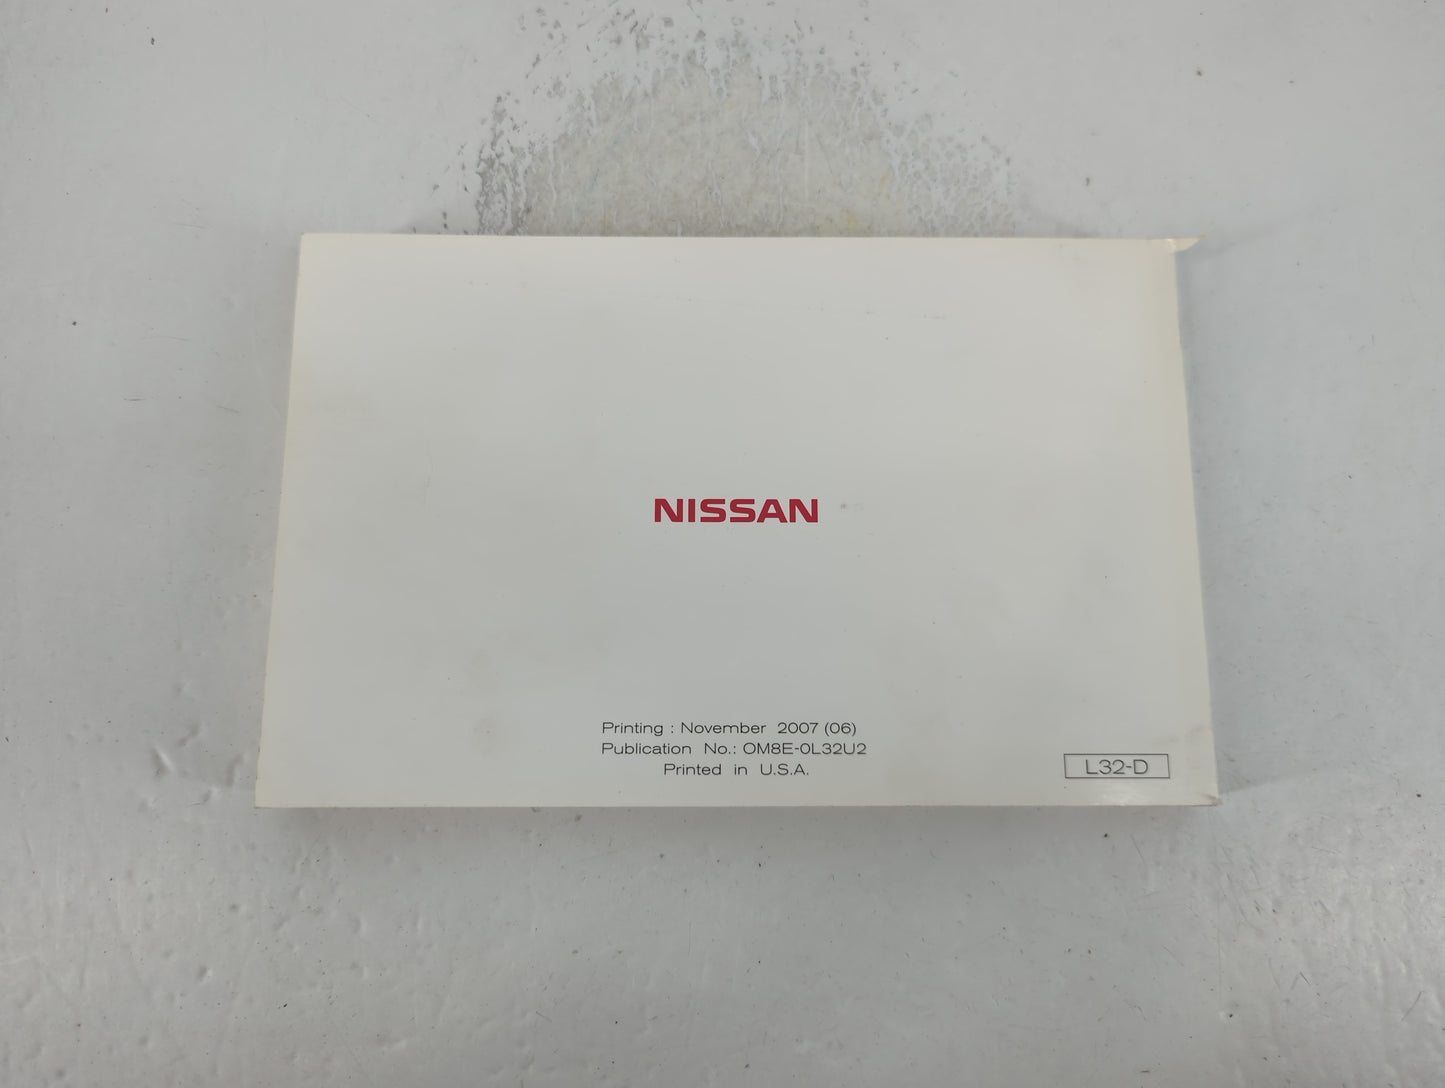 NISSAN
Printing : November 2007 (06)
Publication No.: OM8E-0L32U2
Printed in U.S.A.
L32-D